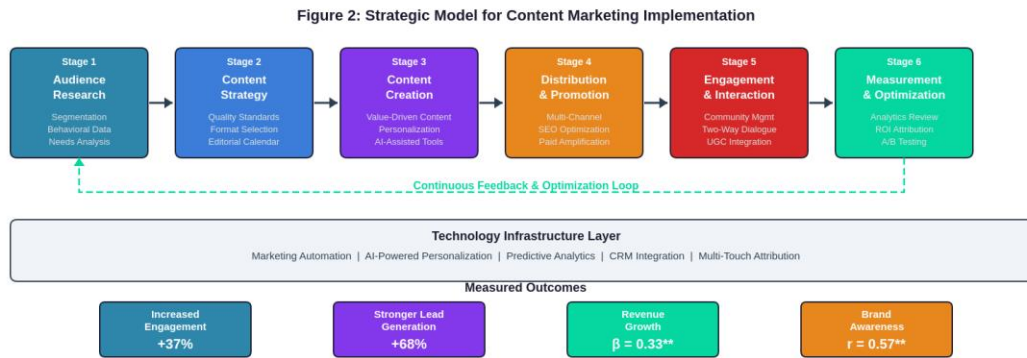 Figure 2: Strategic Model for Content Marketing Implementation
Stage 1
Audience
Research
Segmentation
Behavioral Data
Needs Analysis
Stage 2
Content
Strategy
Quality Standards
Format Selection
Editorial Calendar
Stage 3
Content
Creation
Value-Driven Content
Personalization
AI-Assisted Tools
Stage 4
Distribution
& Promotion
Multi-Channel
SEO Optimization
Paid Amplification
Stage 5
Engagement
& Interaction
Community Mgmt
Two-Way Dialogue
UGC Integration
Stage 6
Measurement
& Optimization
Analytics Review
ROI Attribution
A/B Testing
Continuous Feedback & Optimization Loop
Technology Infrastructure Layer
Marketing Automation | AI-Powered Personalization | Predictive Analytics | CRM Integration | Multi-Touch Attribution
Measured Outcomes
Increased
Engagement
+37%
Stronger Lead
Generation
+68%
Revenue
Growth
β = 0.33**
Brand
Awareness
r = 0.57**